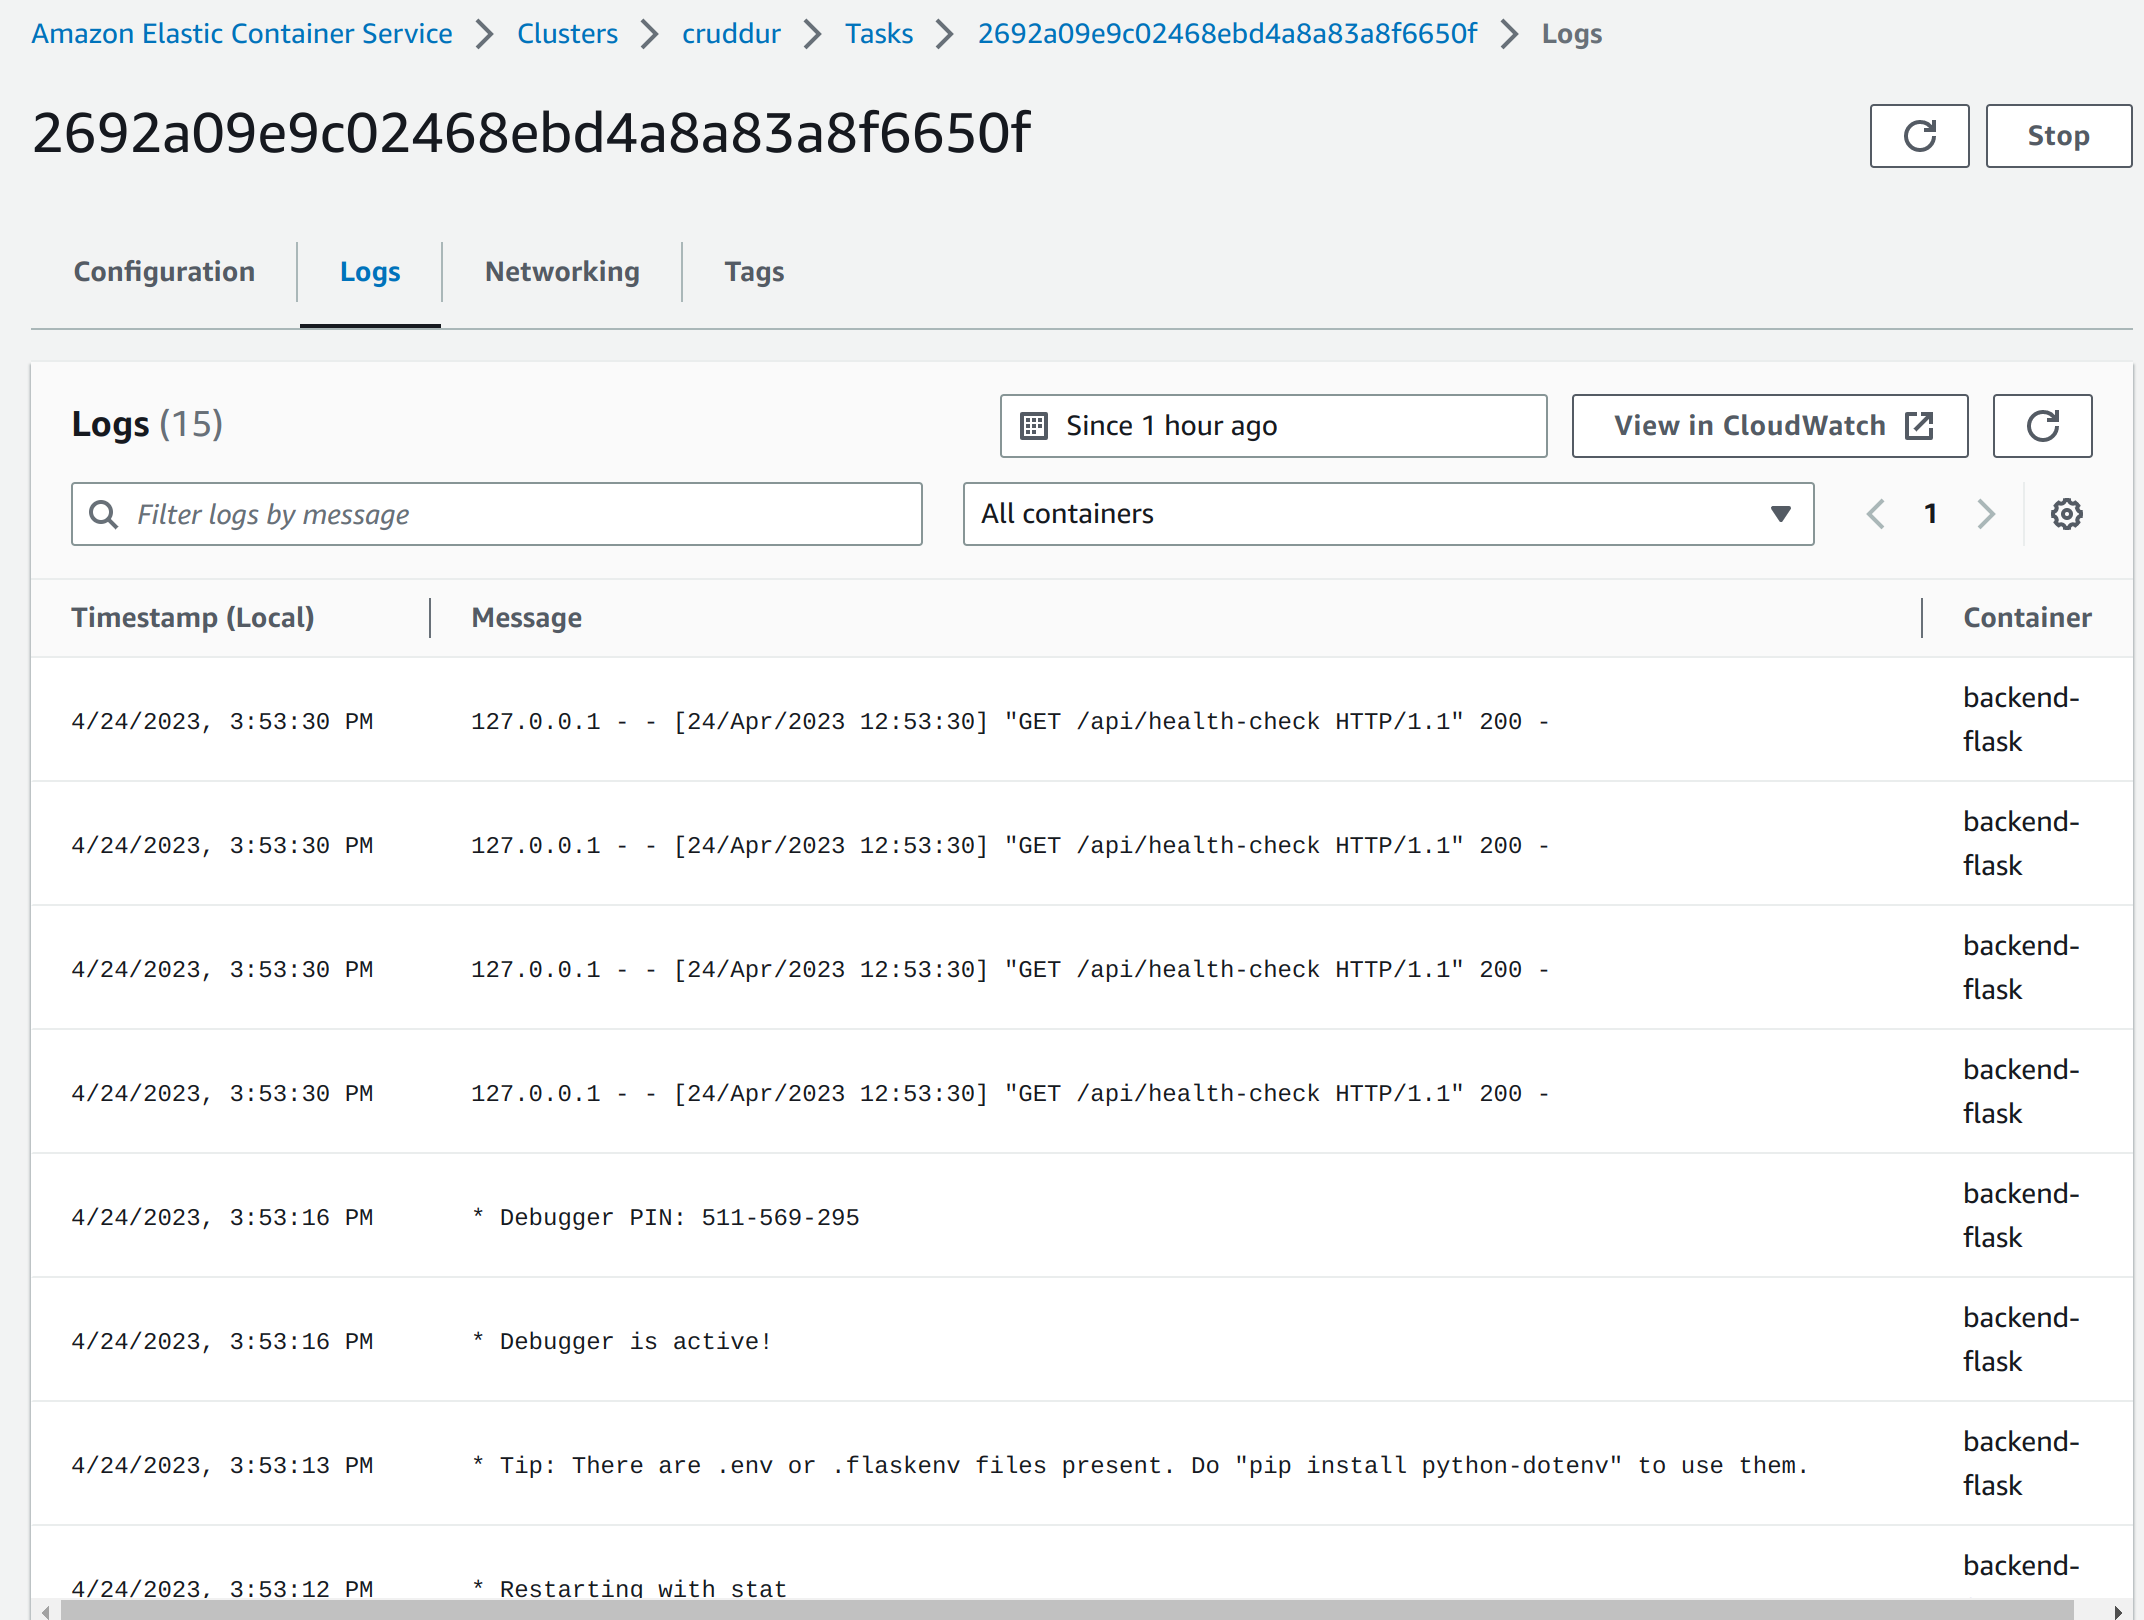 Amazon Elastic Container Service > Clusters > cruddur > Tasks > 2692a09e9c02468ebd4a8a83a8f6650f > Logs
2692a09e9c02468ebd4a8a83a8f6650f
Stop
Configuration Logs Networking Tags
Logs (15) Since 1 hour ago View in CloudWatch
Filter logs by message All containers 1
Timestamp (Local) Message Container
4/24/2023, 3:53:30 PM 127.0.0.1 - - [24/Apr/2023 12:53:30] "GET /api/health-check HTTP/1.1" 200 - backend-
flask
4/24/2023, 3:53:30 PM 127.0.0.1 - - [24/Apr/2023 12:53:30] "GET /api/health-check HTTP/1.1" 200 - backend-
flask
4/24/2023, 3:53:30 PM 127.0.0.1 - - [24/Apr/2023 12:53:30] "GET /api/health-check HTTP/1.1" 200 - backend-
flask
4/24/2023, 3:53:30 PM 127.0.0.1 - - [24/Apr/2023 12:53:30] "GET /api/health-check HTTP/1.1" 200 - backend-
flask
4/24/2023, 3:53:16 PM * Debugger PIN: 511-569-295 backend-
flask
4/24/2023, 3:53:16 PM * Debugger is active! backend-
flask
4/24/2023, 3:53:13 PM * Tip: There are .env or .flaskenv files present. Do "pip install python-dotenv" to use them. backend-
flask
4/24/2023, 3:53:12 PM * Restarting with stat backend-